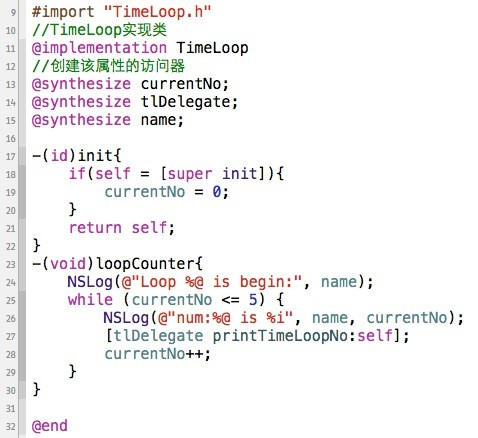 9 #import "TimeLoop.h"
10 //TimeLoop实现类
11 @implementation TimeLoop
12 //创建该属性的访问器
13 @synthesize currentNo;
14 @synthesize tlDelegate;
15 @synthesize name;
16
17 -(id)init{
18     if(self = [super init]){
19         currentNo = 0;
20     }
21     return self;
22 }
23 -(void)loopCounter{
24     NSLog(@"Loop %@ is begin:", name);
25     while (currentNo <= 5) {
26         NSLog(@"num:%@ is %i", name, currentNo);
27         [tlDelegate printTimeLoopNo:self];
28         currentNo++;
29     }
30 }
31
32 @end